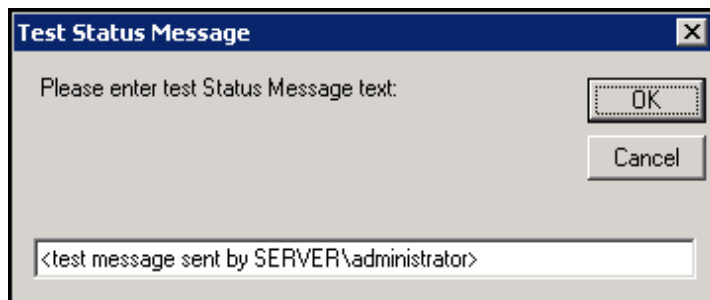 Test Status Message
Please enter test Status Message text:
OK
Cancel
<test message sent by SERVER\administrator>